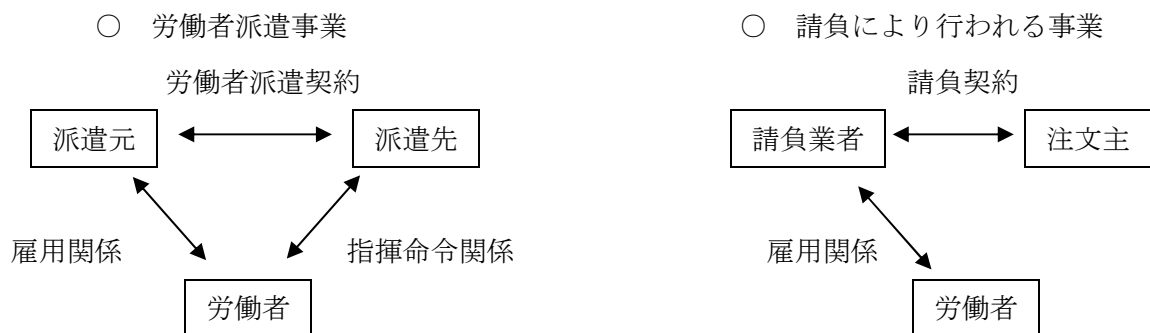 ○ 労働者派遣事業
労働者派遣契約
派遣元
派遣先
雇用関係
指揮命令関係
労働者
○ 請負により行われる事業
請負契約
請負業者
注文主
雇用関係
労働者